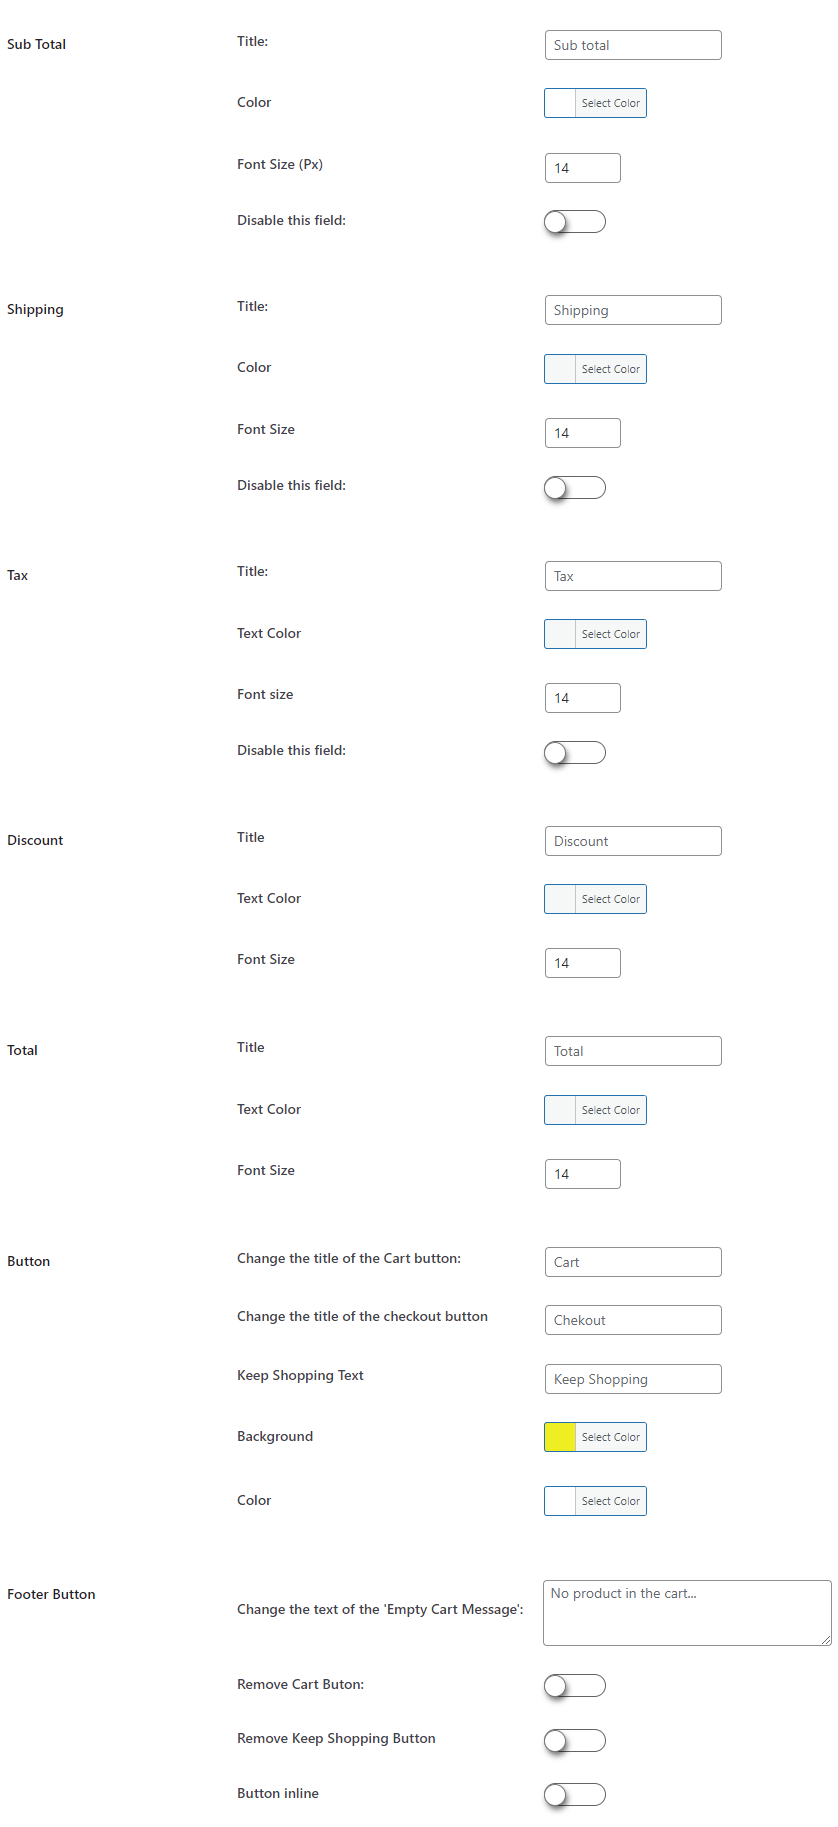 Sub Total
Title:
Sub total
Color
Select Color
Font Size (Px)
14
Disable this field:
Shipping
Title:
Shipping
Color
Select Color
Font Size
14
Disable this field:
Tax
Title:
Tax
Text Color
Select Color
Font size
14
Disable this field:
Discount
Title
Discount
Text Color
Select Color
Font Size
14
Total
Title
Total
Text Color
Select Color
Font Size
14
Button
Change the title of the Cart button:
Cart
Change the title of the checkout button
Chekout
Keep Shopping Text
Keep Shopping
Background
Select Color
Color
Select Color
Footer Button
Change the text of the 'Empty Cart Message':
No product in the cart...
Remove Cart Buton:
Remove Keep Shopping Button
Button inline